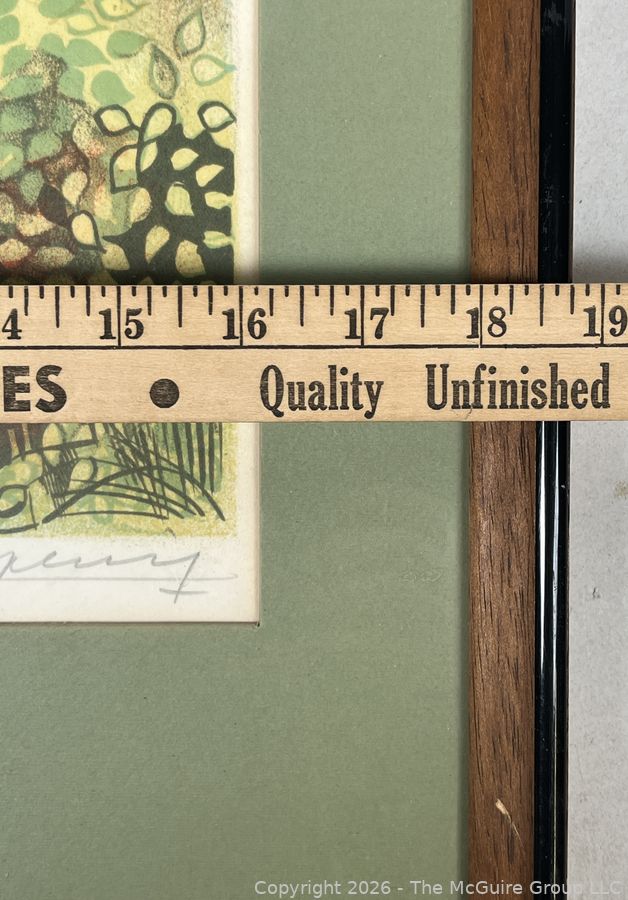 4 15 16 17 18 19
ES Quality Unfinished
Copyright 2026 - The McGuire Group LLC